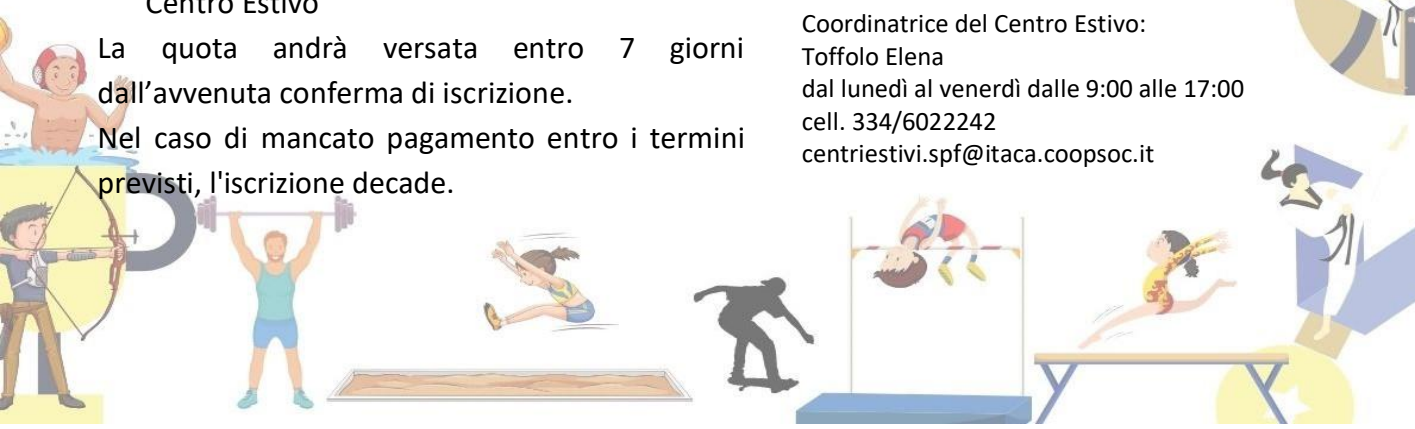 Centro Estivo
La quota andrà versata entro 7 giorni
dall’avvenuta conferma di iscrizione.
Nel caso di mancato pagamento entro i termini
previsti, l'iscrizione decade.
Coordinatrice del Centro Estivo:
Toffolo Elena
dal lunedì al venerdì dalle 9:00 alle 17:00
cell. 334/6022242
centriestivi.spf@itaca.coopsoc.it